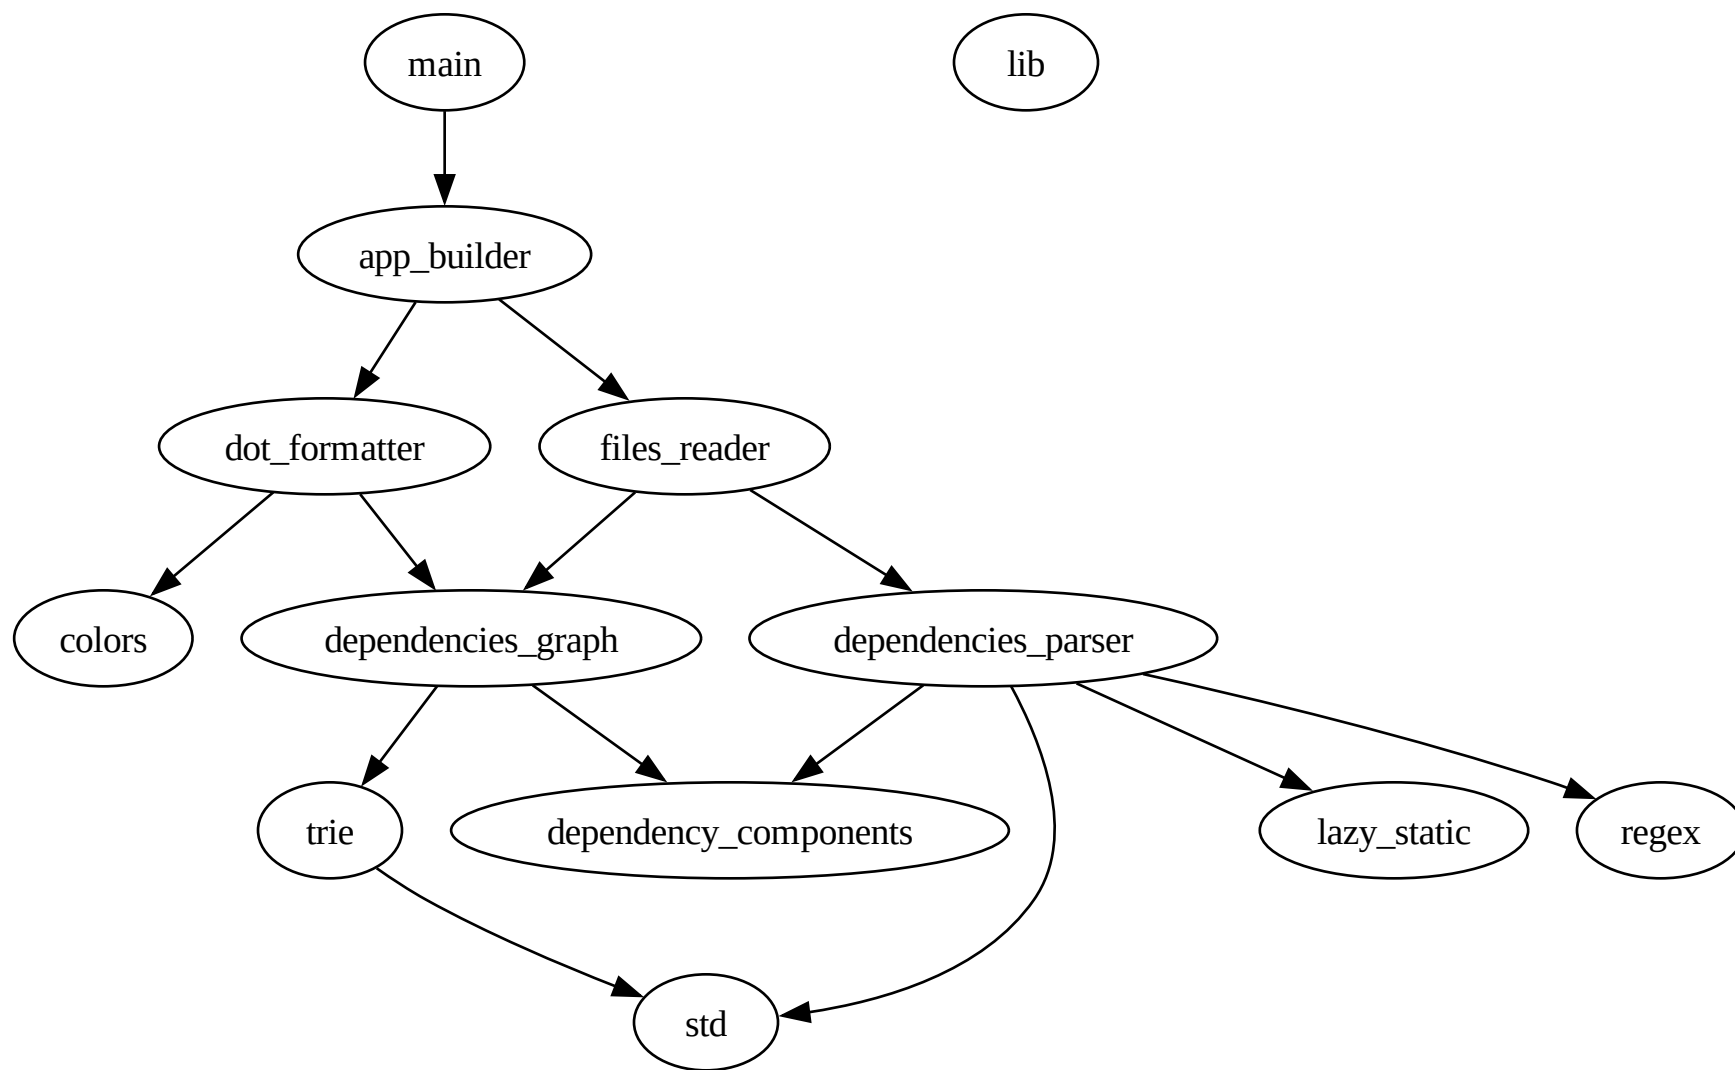 main
lib
app_builder
dot_formatter
files_reader
colors
dependencies_graph
dependencies_parser
trie
dependency_components
lazy_static
regex
std